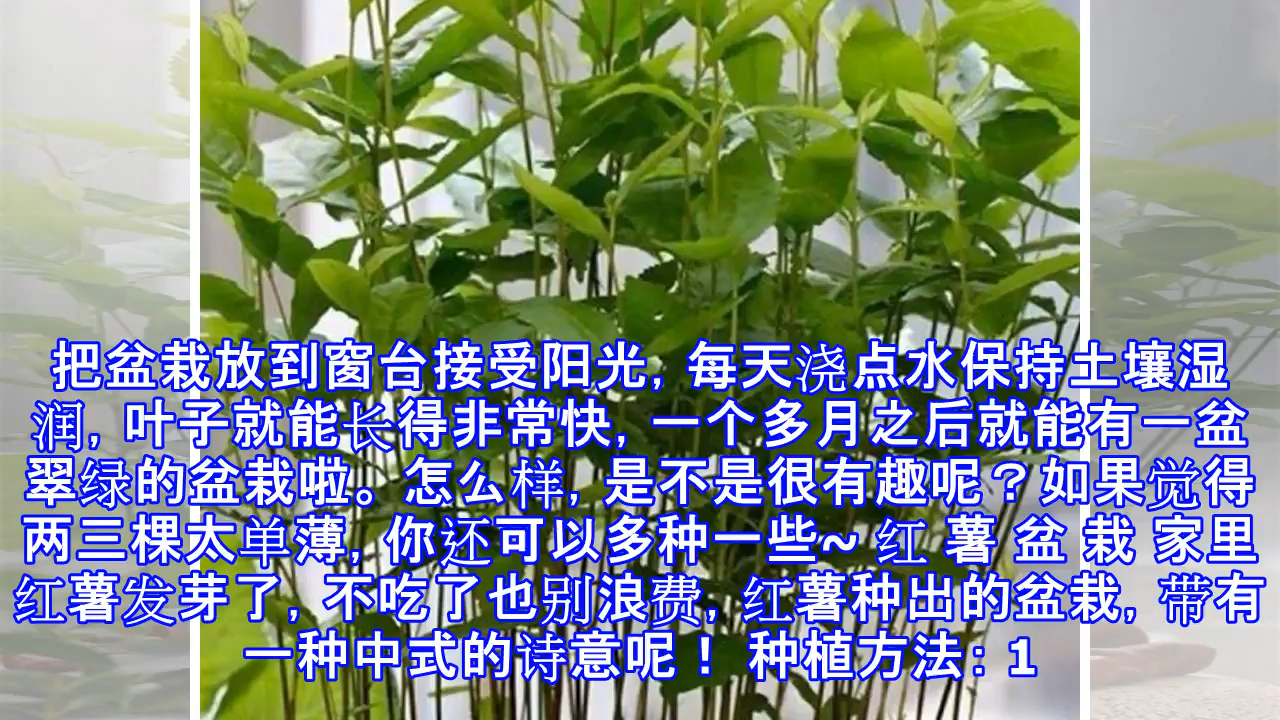 把盆栽放到窗台接受阳光, 每天浇点水保持土壤湿
润, 叶子就能长得非常快, 一个多月之后就能有一盆
翠绿的盆栽啦。怎么样, 是不是很有趣呢？如果觉得
两三棵太单薄, 你还可以多种一些~ 红 薯 盆 栽 家里
红薯发芽了, 不吃了也别浪费, 红薯种出的盆栽, 带有
一种中式的诗意呢！ 种植方法: 1